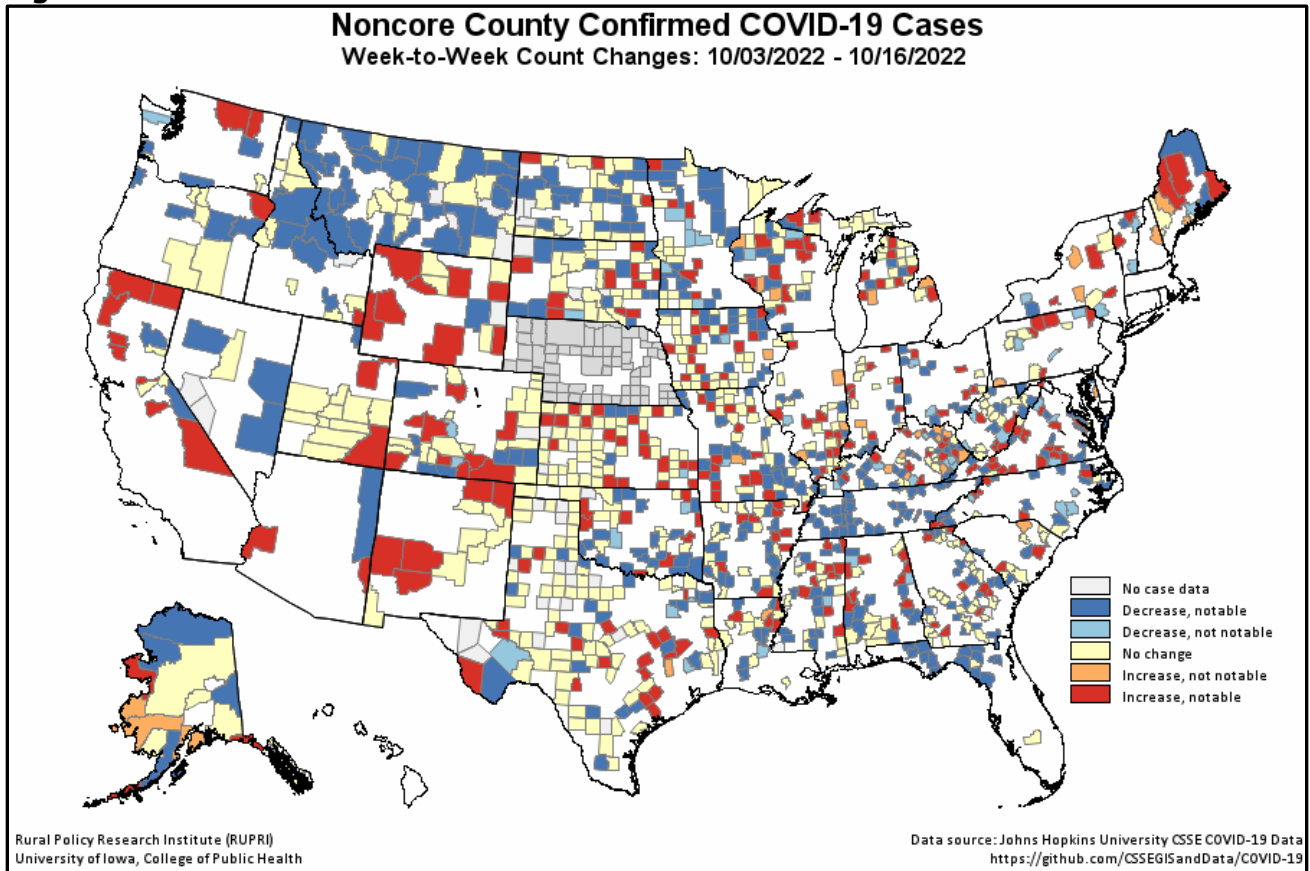 Noncore County Confirmed COVID-19 Cases
Week-to-Week Count Changes: 10/03/2022 - 10/16/2022
No case data
Decrease, notable
Decrease, not notable
No change
Increase, not notable
Increase, notable
Rural Policy Research Institute (RUPRI)
University of Iowa, College of Public Health
Data source: Johns Hopkins University CSSE COVID-19 Data
https://github.com/CSSEGISandData/COVID-19